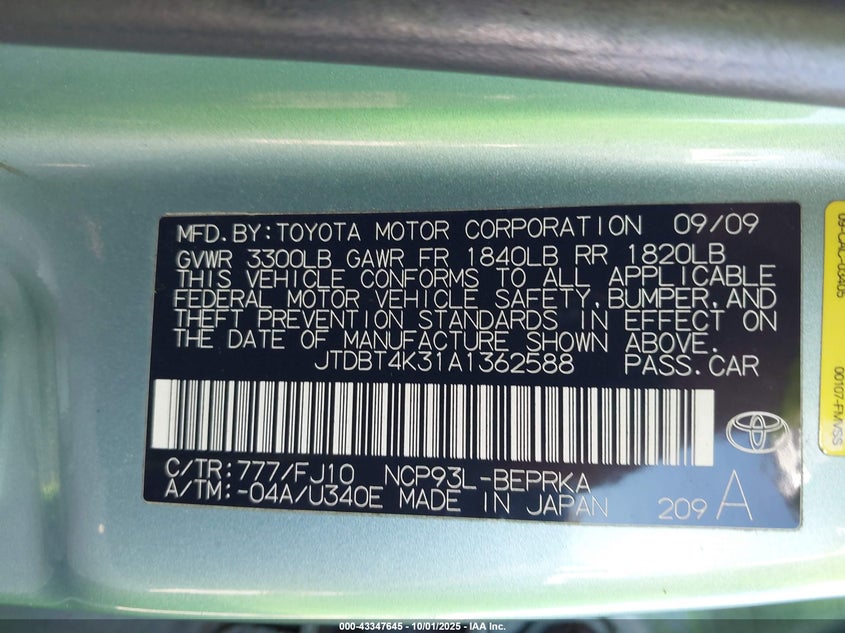 MFD.BY:TOYOTA MOTOR CORPORATION 09/09
GVWR 3300LB GAWR FR 1840LB RR 1820LB
THIS VEHICLE CONFORMS TO ALL APPLICABLE
FEDERAL MOTOR VEHICLE SAFETY,BUMPER,AND
THEFT PREVENTION STANDARDS IN EFFECT ON
THE DATE OF MANUFACTURE SHOWN ABOVE.
JTDBT4K31A1362588 PASS.CAR
C/TR:777/FJ10 NCP93L-BEPRKA
A/TM:-04A/U340E MADE IN JAPAN 209 A
TOYOTA
00107-FMVSS
000-43347645 - 10/01/2025 - IAA Inc.